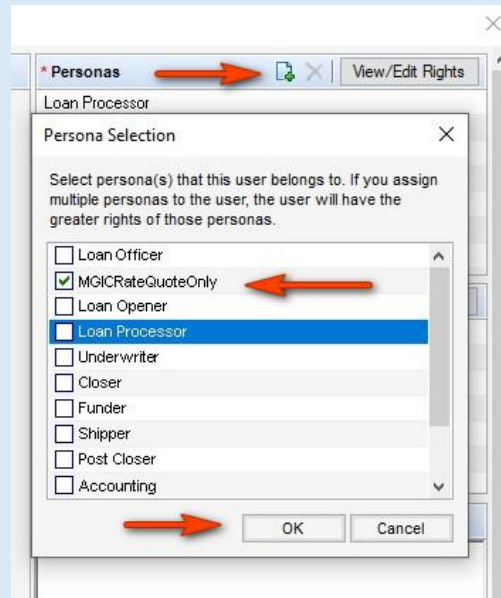 * Personas
View/Edit Rights
Loan Processor
Persona Selection
Select persona(s) that this user belongs to. If you assign
multiple personas to the user, the user will have the
greater rights of those personas.
Loan Officer
MGICRateQuoteOnly
Loan Opener
Loan Processor
Underwriter
Closer
Funder
Shipper
Post Closer
Accounting
OK
Cancel